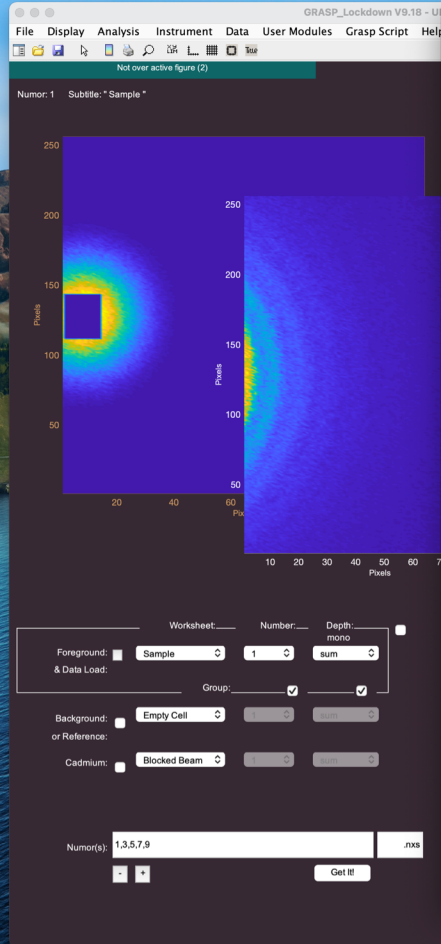 GRASP_Lockdown V9.18 - UI
File Display Analysis Instrument Data User Modules Grasp Script Help
Not over active figure (2)
Numor: 1 Subtitle: " Sample "
250
200
150
100
50
Pixels
20 40 60
Pix
250
200
150
100
50
Pixels
10 20 30 40 50 60 7
Pixels
Worksheet: Number: Depth:
mono
Foreground: Sample 1 sum
& Data Load:
Group:
Background: Empty Cell 1 sum
or Reference:
Cadmium: Blocked Beam 1 sum
Numor(s): 1,3,5,7,9 .nxs
- + Get It!